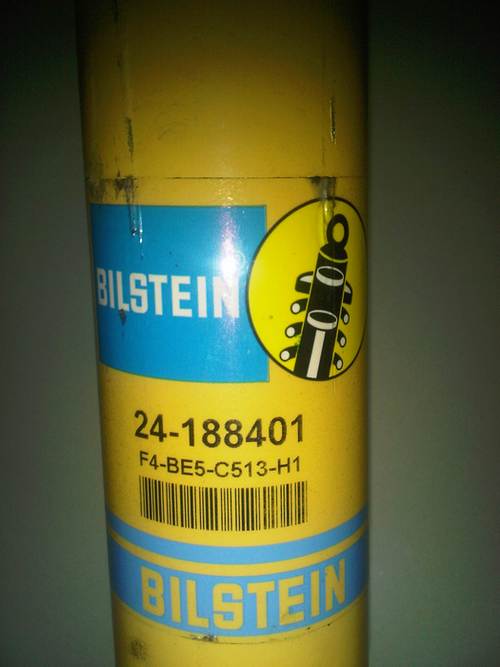 BILSTEIN®
24-188401
F4-BE5-C513-H1
BILSTEIN